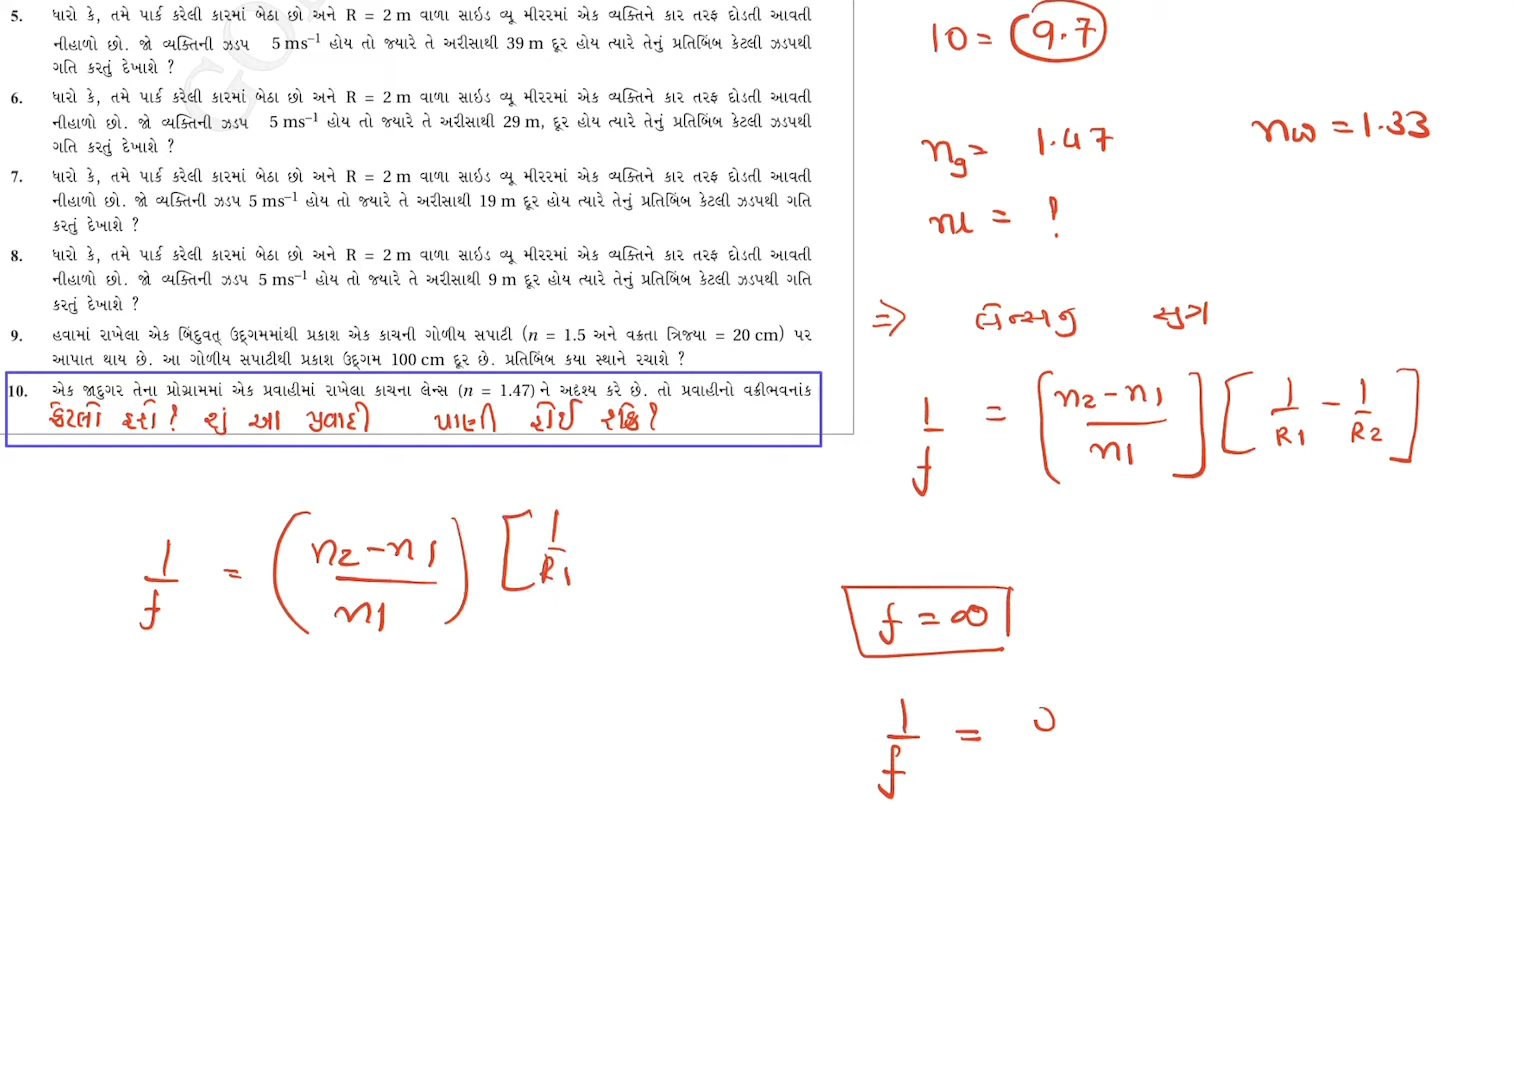 5. ધારો કે, તમે પાર્ક કરેલી કારમાં બેઠા છો અને R = 2 m વાળા સાઇડ વ્યૂ મીરરમાં એક વ્યક્તિને કાર તરફ દોડતી આવતી
નીહાળો છો. જો વ્યક્તિની ઝડપ 5 ms⁻¹ હોય તો જ્યારે તે અરીસાથી 39 m દૂર હોય ત્યારે તેનું પ્રતિબિંબ કેટલી ઝડપથી
ગતિ કરતું દેખાશે ?
6. ધારો કે, તમે પાર્ક કરેલી કારમાં બેઠા છો અને R = 2 m વાળા સાઇડ વ્યૂ મીરરમાં એક વ્યક્તિને કાર તરફ દોડતી આવતી
નીહાળો છો. જો વ્યક્તિની ઝડપ 5 ms⁻¹ હોય તો જ્યારે તે અરીસાથી 29 m, દૂર હોય ત્યારે તેનું પ્રતિબિંબ કેટલી ઝડપથી
ગતિ કરતું દેખાશે ?
7. ધારો કે, તમે પાર્ક કરેલી કારમાં બેઠા છો અને R = 2 m વાળા સાઇડ વ્યૂ મીરરમાં એક વ્યક્તિને કાર તરફ દોડતી આવતી
નીહાળો છો. જો વ્યક્તિની ઝડપ 5 ms⁻¹ હોય તો જ્યારે તે અરીસાથી 19 m દૂર હોય ત્યારે તેનું પ્રતિબિંબ કેટલી ઝડપથી ગતિ
કરતું દેખાશે ?
8. ધારો કે, તમે પાર્ક કરેલી કારમાં બેઠા છો અને R = 2 m વાળા સાઇડ વ્યૂ મીરરમાં એક વ્યક્તિને કાર તરફ દોડતી આવતી
નીહાળો છો. જો વ્યક્તિની ઝડપ 5 ms⁻¹ હોય તો જ્યારે તે અરીસાથી 9 m દૂર હોય ત્યારે તેનું પ્રતિબિંબ કેટલી ઝડપથી ગતિ
કરતું દેખાશે ?
9. હવામાં રાખેલા એક બિંદુવત્ ઉદ્ગમમાંથી પ્રકાશ એક કાચની ગોળીય સપાટી (n = 1.5 અને વક્રતા ત્રિજ્યા = 20 cm) પર
આપાત થાય છે. આ ગોળીય સપાટીથી પ્રકાશ ઉદ્ગમ 100 cm દૂર છે. પ્રતિબિંબ કયા સ્થાને રચાશે ?
10. એક જાદુગર તેના પ્રોગ્રામમાં એક પ્રવાહીમાં રાખેલા કાચના લેન્સ (n = 1.47) ને અદૃશ્ય કરે છે. તો પ્રવાહીનો વક્રીભવનાંક
કેટલો હશે? શું આ પ્રવાહી પાણી હોઈ શકે?
1/f = ((n2 - n1)/n1) [1/R1
10 = 9.7
ng = 1.47 nw = 1.33
nl = ?
⇒ લેન્સનું સુત્ર
1/f = ((n2 - n1)/n1] [1/R1 - 1/R2]
f = ∞
1/f = 0